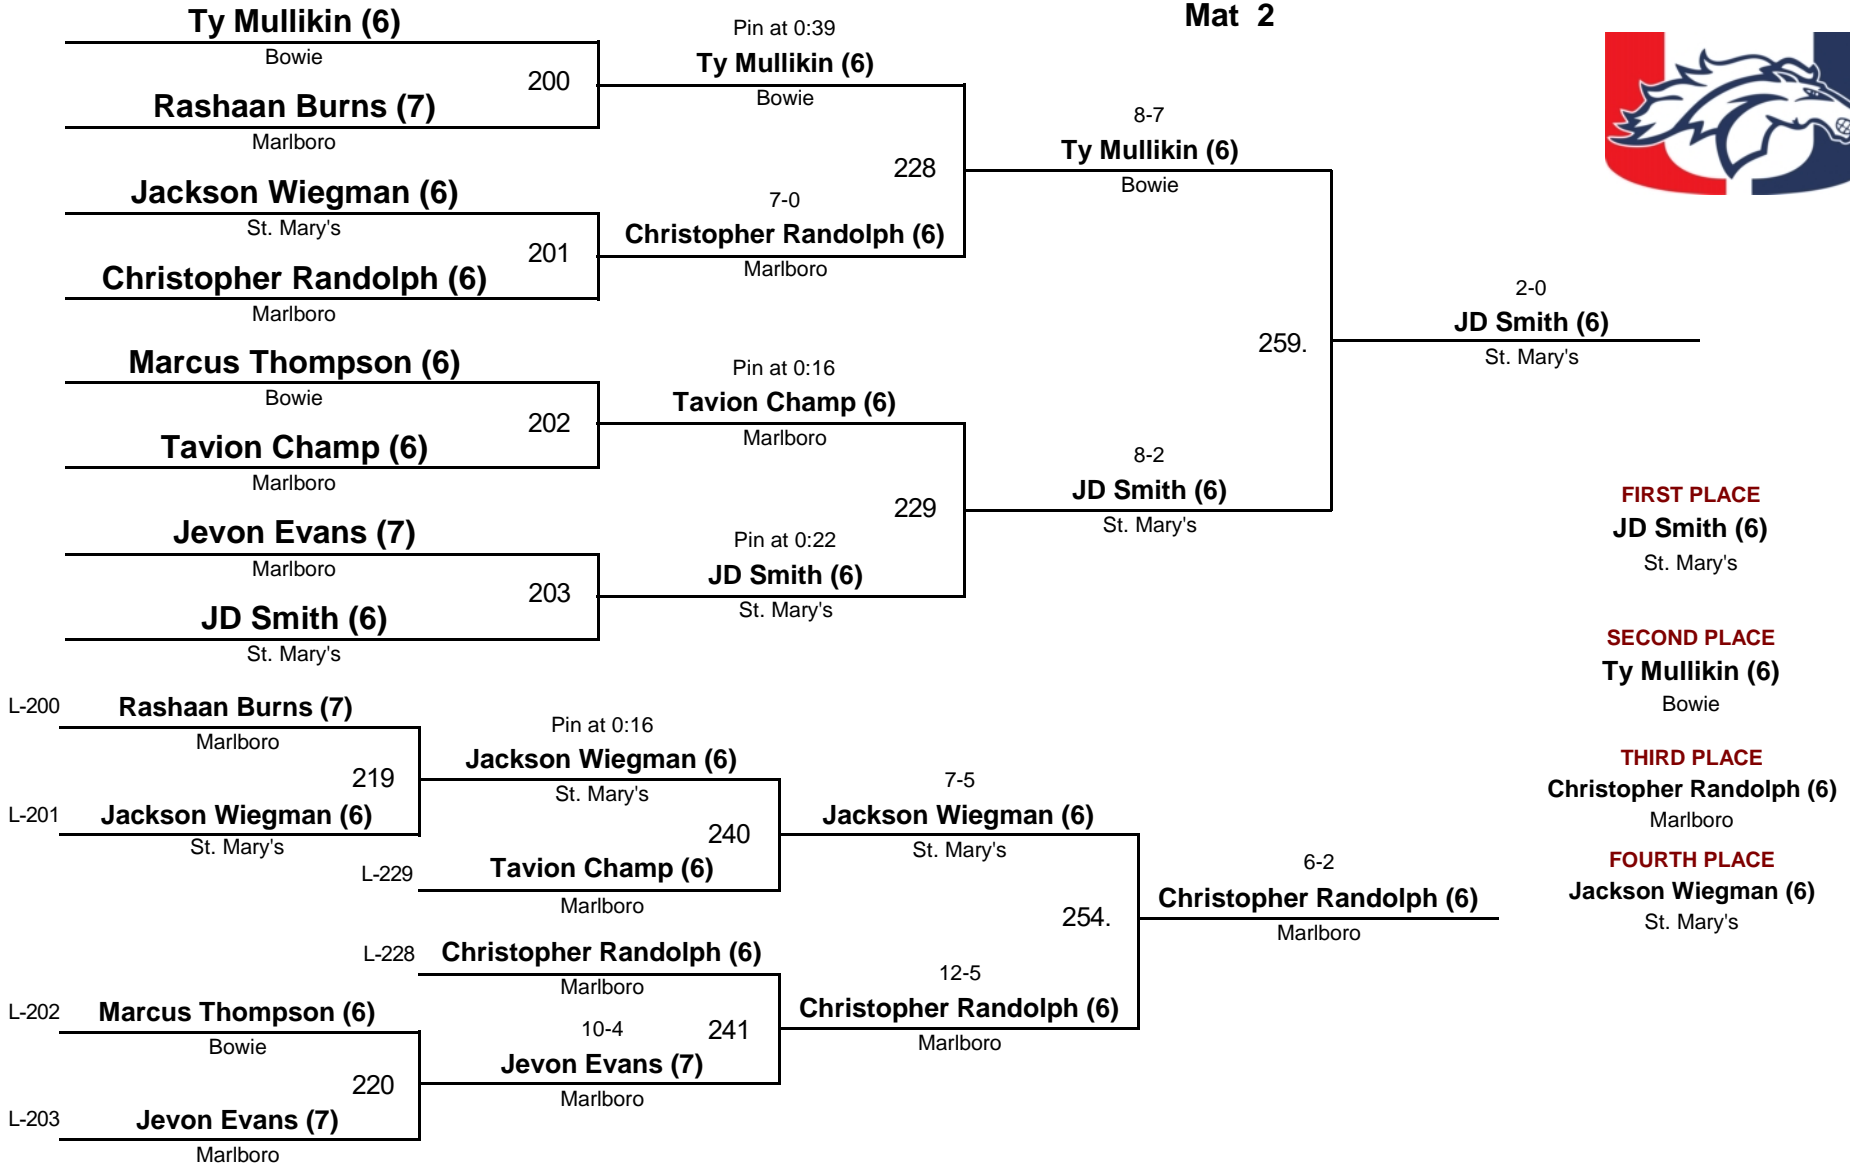 Mat 2
Ty Mullikin (6)
Bowie
200
Rashaan Burns (7)
Marlboro
Jackson Wiegman (6)
St. Mary's
201
Christopher Randolph (6)
Marlboro
Marcus Thompson (6)
Bowie
202
Tavion Champ (6)
Marlboro
Jevon Evans (7)
Marlboro
203
JD Smith (6)
St. Mary's
Pin at 0:39
Ty Mullikin (6)
Bowie
228
7-0
Christopher Randolph (6)
Marlboro
Pin at 0:16
Tavion Champ (6)
Marlboro
229
Pin at 0:22
JD Smith (6)
St. Mary's
8-7
Ty Mullikin (6)
Bowie
259.
8-2
JD Smith (6)
St. Mary's
2-0
JD Smith (6)
St. Mary's
FIRST PLACE
JD Smith (6)
St. Mary's
SECOND PLACE
Ty Mullikin (6)
Bowie
THIRD PLACE
Christopher Randolph (6)
Marlboro
FOURTH PLACE
Jackson Wiegman (6)
St. Mary's
L-200
Rashaan Burns (7)
Marlboro
219
L-201
Jackson Wiegman (6)
St. Mary's
Pin at 0:16
Jackson Wiegman (6)
St. Mary's
240
L-229
Tavion Champ (6)
Marlboro
L-228
Christopher Randolph (6)
Marlboro
241
L-202
Marcus Thompson (6)
Bowie
220
L-203
Jevon Evans (7)
Marlboro
10-4
Jevon Evans (7)
Marlboro
7-5
Jackson Wiegman (6)
St. Mary's
254.
12-5
Christopher Randolph (6)
Marlboro
6-2
Christopher Randolph (6)
Marlboro